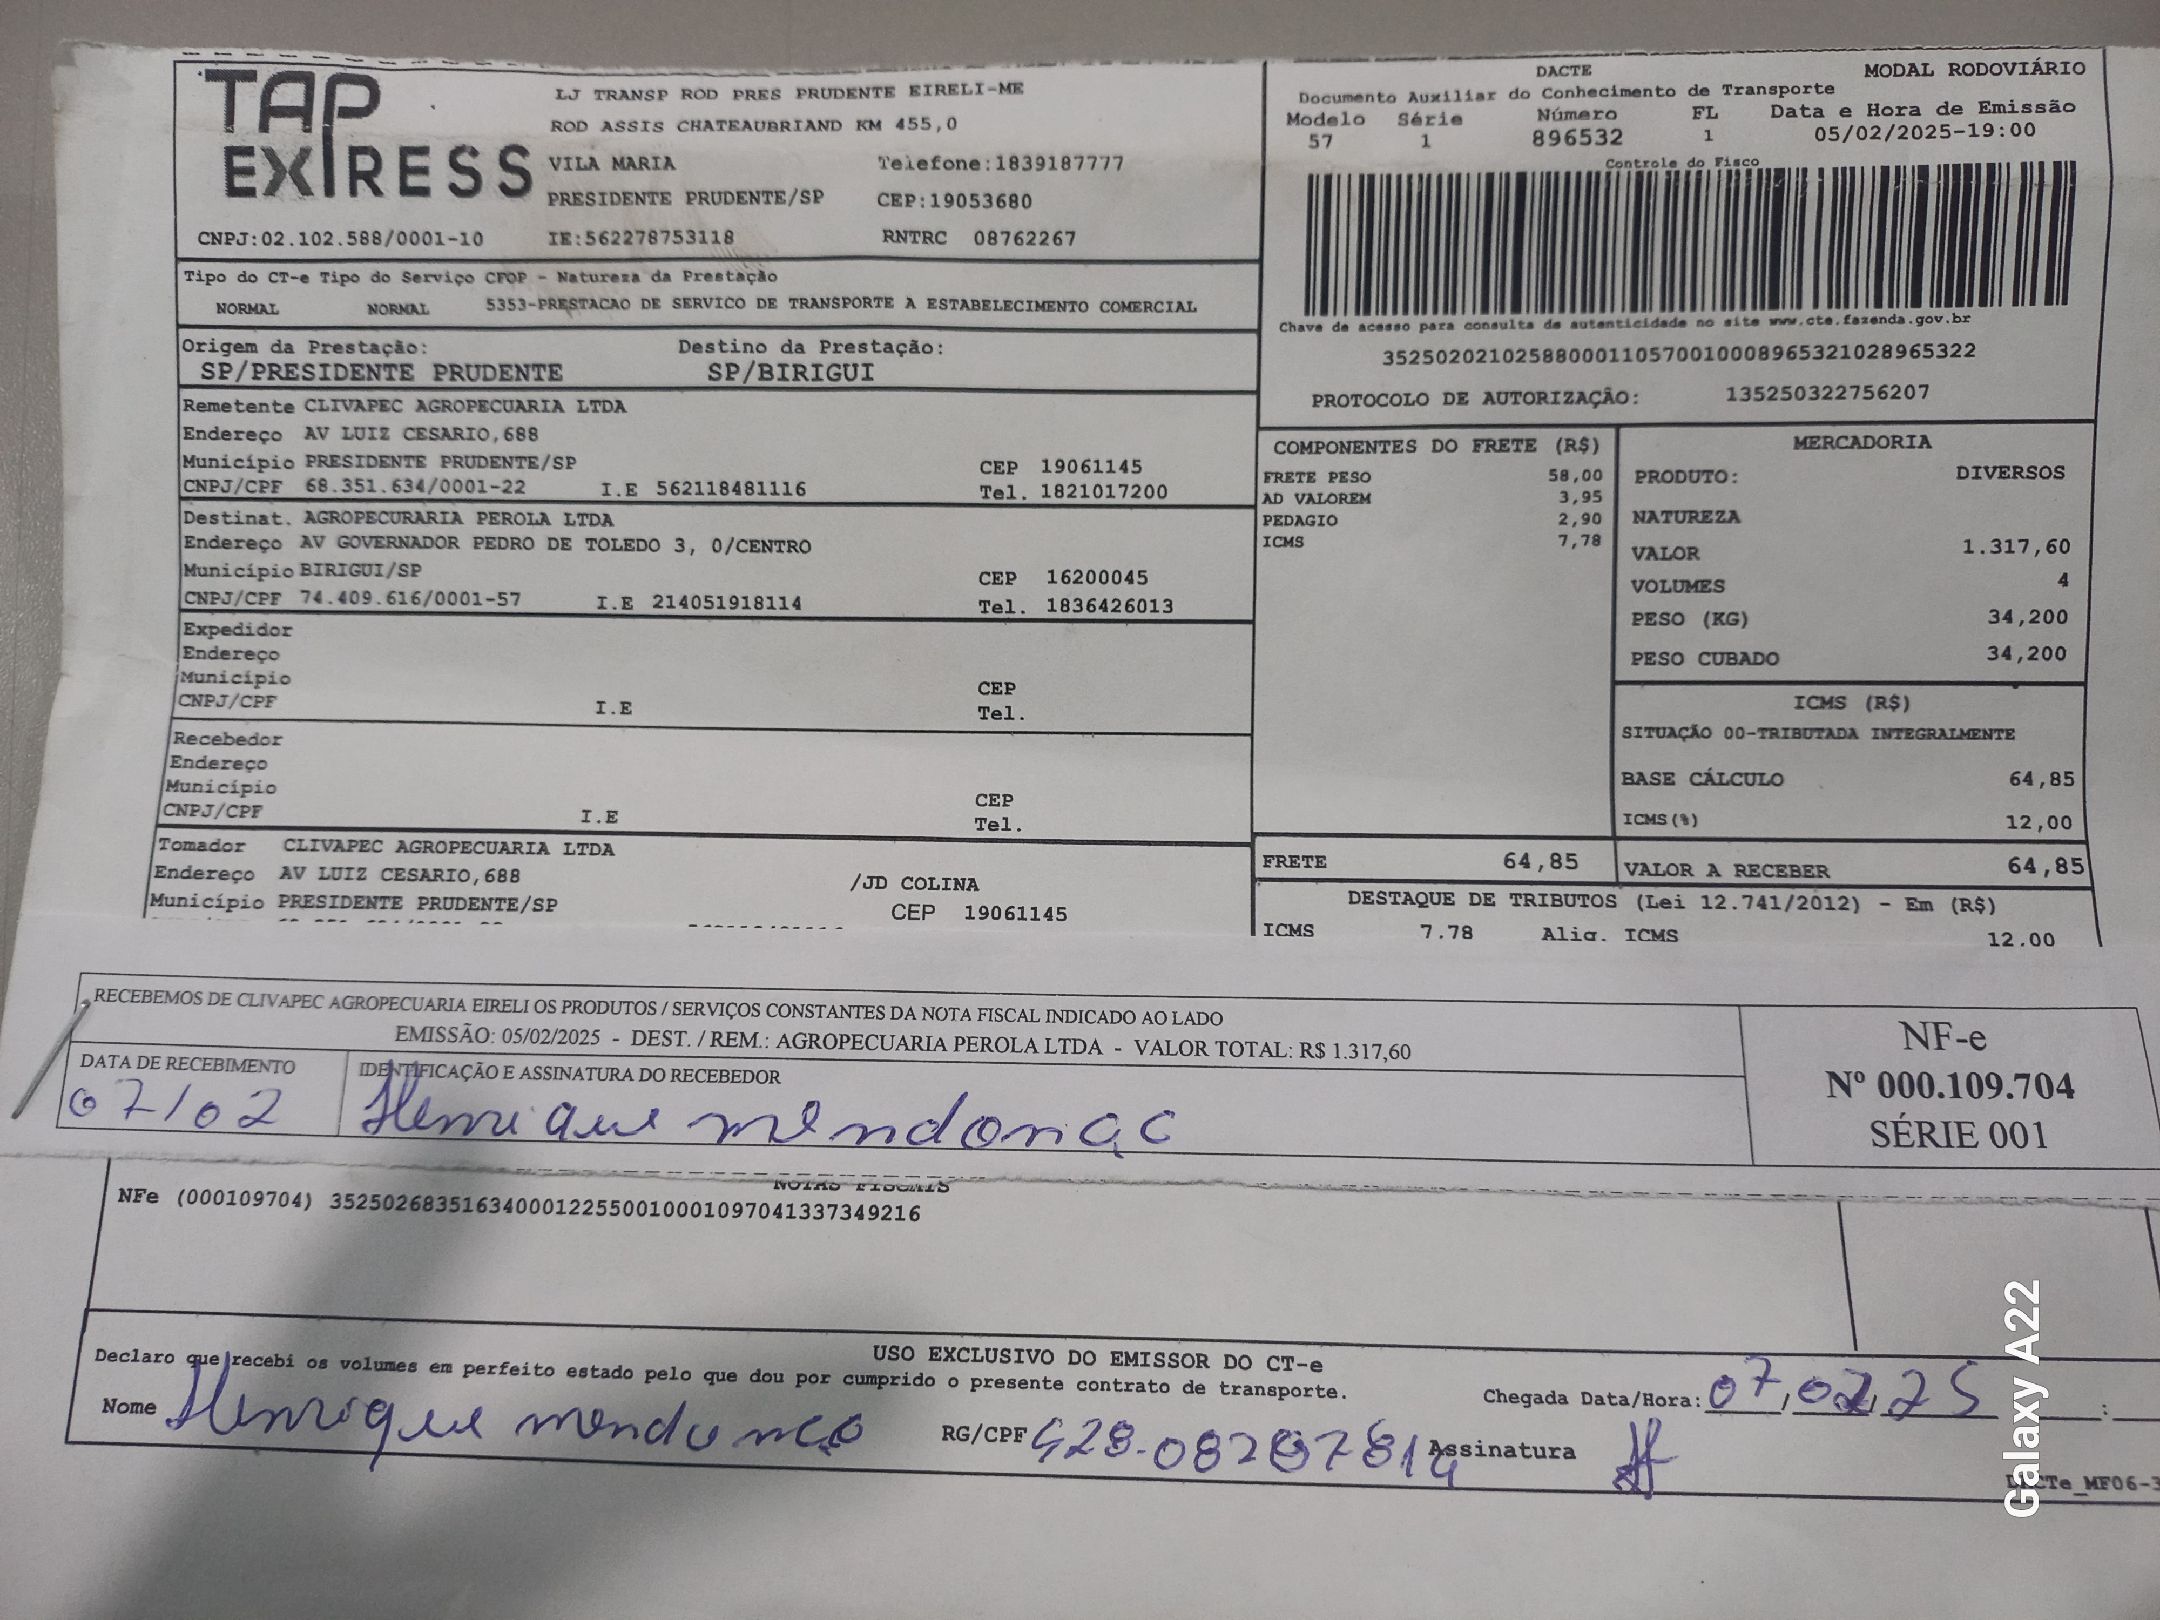 TAP EXPRESS
LJ TRANSP ROD PRES PRUDENTE EIRELI-ME
ROD ASSIS CHATEAUBRIAND KM 455,0
VILA MARIA Telefone:1839187777
PRESIDENTE PRUDENTE/SP CEP:19053680
CNPJ:02.102.588/0001-10 IE:562278753118 RNTRC 08762267
DACTE MODAL RODOVIÁRIO
Documento Auxiliar do Conhecimento de Transporte
Modelo Série Número FL Data e Hora de Emissão
57 1 896532 1 05/02/2025-19:00
Controle do Fisco
Chave de acesso para consulta de autenticidade no site www.cte.fazenda.gov.br
35250202102588000110570010008965321028965322
PROTOCOLO DE AUTORIZAÇÃO: 135250322756207
Tipo do CT-e Tipo do Serviço CFOP - Natureza da Prestação
NORMAL NORMAL 5353-PRESTACAO DE SERVICO DE TRANSPORTE A ESTABELECIMENTO COMERCIAL
Origem da Prestação: Destino da Prestação:
SP/PRESIDENTE PRUDENTE SP/BIRIGUI
Remetente CLIVAPEC AGROPECUARIA LTDA
Endereço AV LUIZ CESARIO,688
Município PRESIDENTE PRUDENTE/SP CEP 19061145
CNPJ/CPF 68.351.634/0001-22 I.E 562118481116 Tel. 1821017200
Destinat. AGROPECURARIA PEROLA LTDA
Endereço AV GOVERNADOR PEDRO DE TOLEDO 3, 0/CENTRO
Município BIRIGUI/SP CEP 16200045
CNPJ/CPF 74.409.616/0001-57 I.E 214051918114 Tel. 1836426013
Expedidor
Endereço
Município CEP
CNPJ/CPF I.E Tel.
Recebedor
Endereço
Município CEP
CNPJ/CPF I.E Tel.
Tomador CLIVAPEC AGROPECUARIA LTDA
Endereço AV LUIZ CESARIO,688 /JD COLINA
Município PRESIDENTE PRUDENTE/SP CEP 19061145
COMPONENTES DO FRETE (R$)
FRETE PESO 58,00
AD VALOREM 3,95
PEDAGIO 2,90
ICMS 7,78
MERCADORIA
PRODUTO: DIVERSOS
NATUREZA
VALOR 1.317,60
VOLUMES 4
PESO (KG) 34,200
PESO CUBADO 34,200
ICMS (R$)
SITUAÇÃO 00-TRIBUTADA INTEGRALMENTE
BASE CÁLCULO 64,85
ICMS(%) 12,00
FRETE 64,85 VALOR A RECEBER 64,85
DESTAQUE DE TRIBUTOS (Lei 12.741/2012) - Em (R$)
ICMS 7.78 Aliq. ICMS 12.00
RECEBEMOS DE CLIVAPEC AGROPECUARIA EIRELI OS PRODUTOS / SERVIÇOS CONSTANTES DA NOTA FISCAL INDICADO AO LADO
EMISSÃO: 05/02/2025 - DEST. / REM.: AGROPECUARIA PEROLA LTDA - VALOR TOTAL: R$ 1.317,60
DATA DE RECEBIMENTO IDENTIFICAÇÃO E ASSINATURA DO RECEBEDOR
07/02 Henrique mendonça
NF-e
Nº 000.109.704
SÉRIE 001
NOTAS FISCAIS
NFe (000109704) 35250268351634000122550010001097041337349216
USO EXCLUSIVO DO EMISSOR DO CT-e
Declaro que recebi os volumes em perfeito estado pelo que dou por cumprido o presente contrato de transporte.
Chegada Data/Hora: 07/02/25 :
Nome Henrique mendonça RG/CPF Assinatura
Galaxy A22